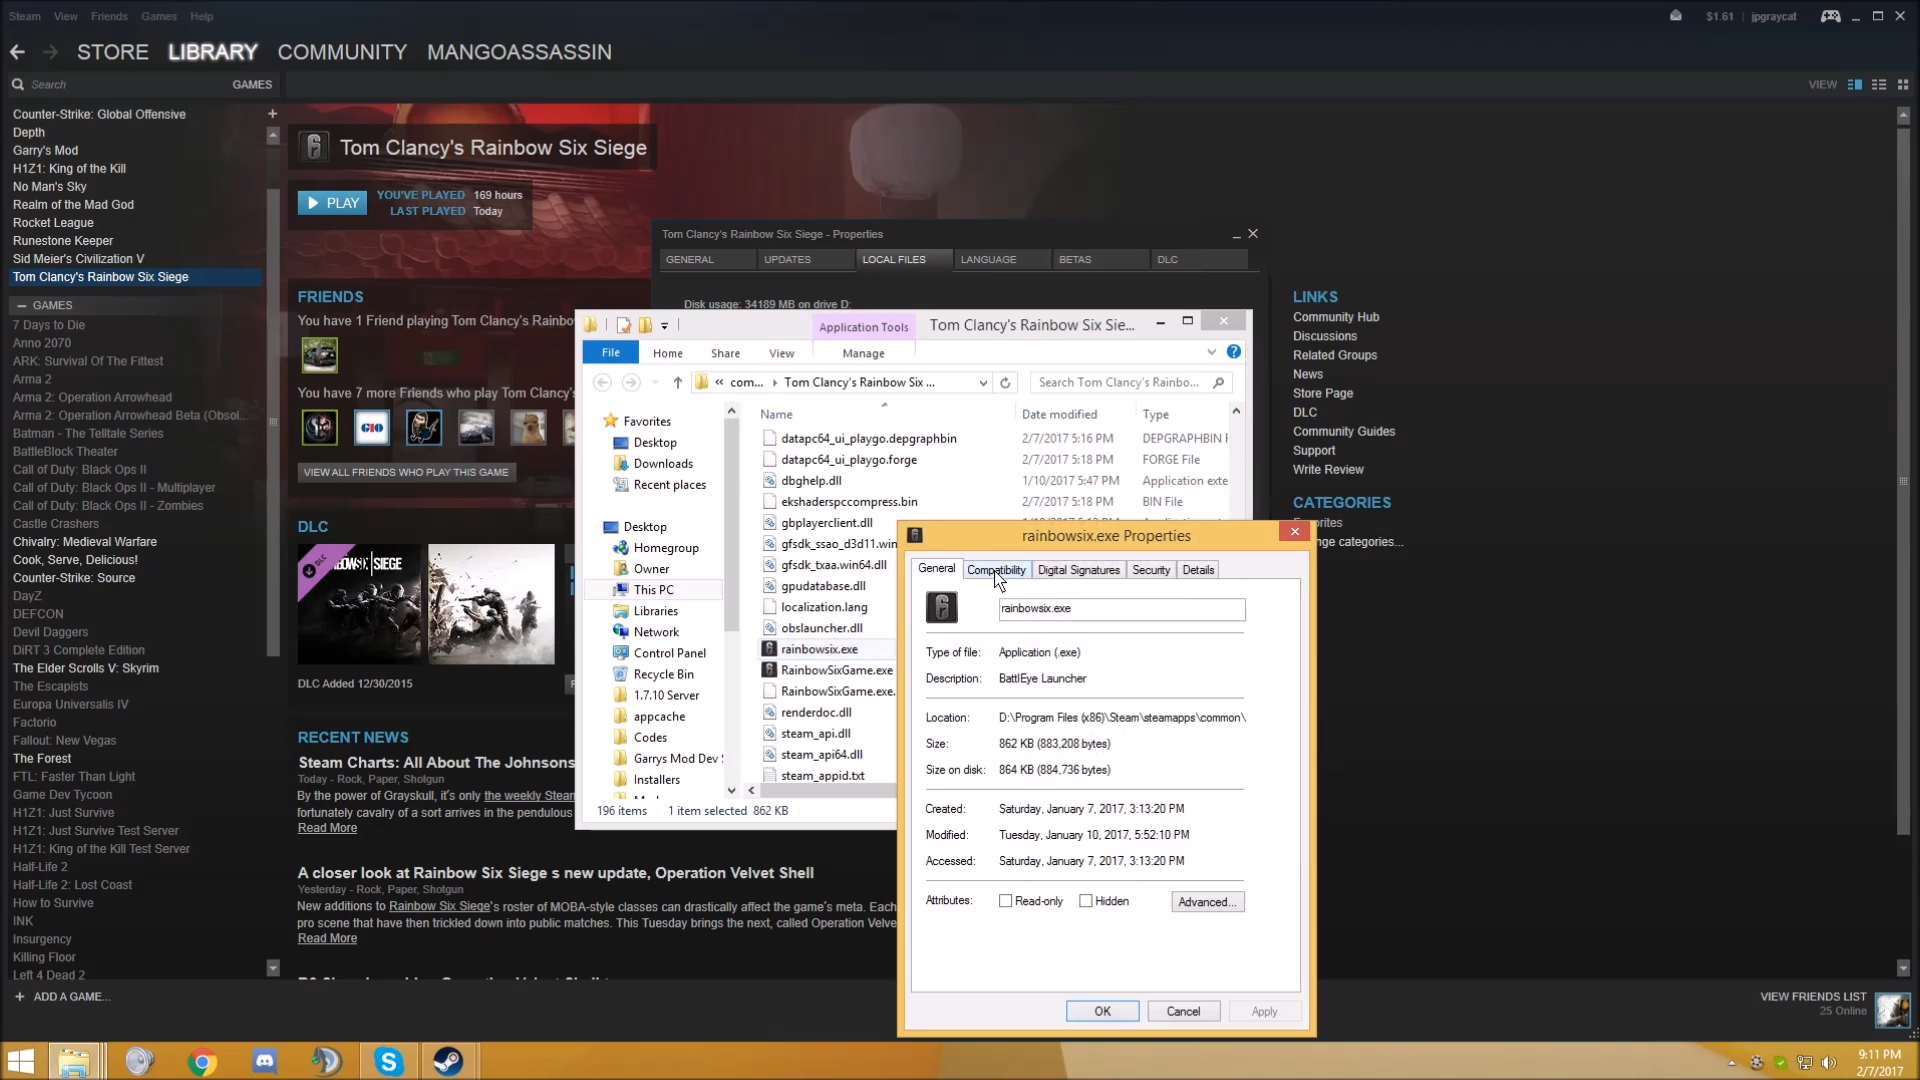 Steam View Friends Games Help
$1.61 | jpgraycat
STORE LIBRARY COMMUNITY MANGOASSASSIN
Search GAMES
VIEW
Counter-Strike: Global Offensive
Depth
Garry's Mod
H1Z1: King of the Kill
No Man's Sky
Realm of the Mad God
Rocket League
Runestone Keeper
Sid Meier's Civilization V
Tom Clancy's Rainbow Six Siege
GAMES
7 Days to Die
Anno 2070
ARK: Survival Of The Fittest
Arma 2
Arma 2: Operation Arrowhead
Arma 2: Operation Arrowhead Beta (Obsol...
Batman - The Telltale Series
BattleBlock Theater
Call of Duty: Black Ops II
Call of Duty: Black Ops II - Multiplayer
Call of Duty: Black Ops II - Zombies
Castle Crashers
Chivalry: Medieval Warfare
Cook, Serve, Delicious!
Counter-Strike: Source
DayZ
DEFCON
Devil Daggers
DiRT 3 Complete Edition
The Elder Scrolls V: Skyrim
The Escapists
Europa Universalis IV
Factorio
Fallout: New Vegas
The Forest
FTL: Faster Than Light
Game Dev Tycoon
H1Z1: Just Survive
H1Z1: Just Survive Test Server
H1Z1: King of the Kill Test Server
Half-Life 2
Half-Life 2: Lost Coast
How to Survive
INK
Insurgency
Killing Floor
Left 4 Dead 2
ADD A GAME...
Tom Clancy's Rainbow Six Siege
PLAY
YOU'VE PLAYED 169 hours
LAST PLAYED Today
FRIENDS
You have 1 Friend playing Tom Clancy's Rainbo
You have 7 more Friends who play Tom Clancy's
GIO
VIEW ALL FRIENDS WHO PLAY THIS GAME
DLC
DLC
SIEGE
DLC Added 12/30/2015
RECENT NEWS
Steam Charts: All About The Johnsons
Today - Rock, Paper, Shotgun
By the power of Grayskull, it's only the weekly Steam
fortunately cavalry of a sort arrives in the pendulous
Read More
A closer look at Rainbow Six Siege s new update, Operation Velvet Shell
Yesterday - Rock, Paper, Shotgun
New additions to Rainbow Six Siege's roster of MOBA-style classes can drastically affect the game's meta. Each
pro scene that have then trickled down into public matches. This Tuesday brings the next, called Operation Velve
Read More
Tom Clancy's Rainbow Six Siege - Properties
GENERAL UPDATES LOCAL FILES LANGUAGE BETAS DLC
Disk usage: 34189 MB on drive D:
Application Tools Tom Clancy's Rainbow Six Sie...
File Home Share View Manage
« com... Tom Clancy's Rainbow Six ... Search Tom Clancy's Rainbo...
Favorites
Desktop
Downloads
Recent places
Desktop
Homegroup
Owner
This PC
Libraries
Network
Control Panel
Recycle Bin
1.7.10 Server
appcache
Codes
Garrys Mod Dev
Installers
Name Date modified Type
datapc64_ui_playgo.depgraphbin 2/7/2017 5:16 PM DEPGRAPHBIN F
datapc64_ui_playgo.forge 2/7/2017 5:18 PM FORGE File
dbghelp.dll 1/10/2017 5:47 PM Application exte
ekshaderspccompress.bin 2/7/2017 5:18 PM BIN File
gbplayerclient.dll
gfsdk_ssao_d3d11.win
gfsdk_txaa.win64.dll
gpudatabase.dll
localization.lang
obslauncher.dll
rainbowsix.exe
RainbowSixGame.exe
RainbowSixGame.exe.
renderdoc.dll
steam_api.dll
steam_api64.dll
steam_appid.txt
196 items 1 item selected 862 KB
rainbowsix.exe Properties
General Compatibility Digital Signatures Security Details
rainbowsix.exe
Type of file: Application (.exe)
Description: BattlEye Launcher
Location: D:\Program Files (x86)\Steam\steamapps\common\
Size: 862 KB (883,208 bytes)
Size on disk: 864 KB (884,736 bytes)
Created: Saturday, January 7, 2017, 3:13:20 PM
Modified: Tuesday, January 10, 2017, 5:52:10 PM
Accessed: Saturday, January 7, 2017, 3:13:20 PM
Attributes: Read-only Hidden Advanced...
OK Cancel Apply
LINKS
Community Hub
Discussions
Related Groups
News
Store Page
DLC
Community Guides
Support
Write Review
CATEGORIES
nge categories...
VIEW FRIENDS LIST
25 Online
9:11 PM
2/7/2017